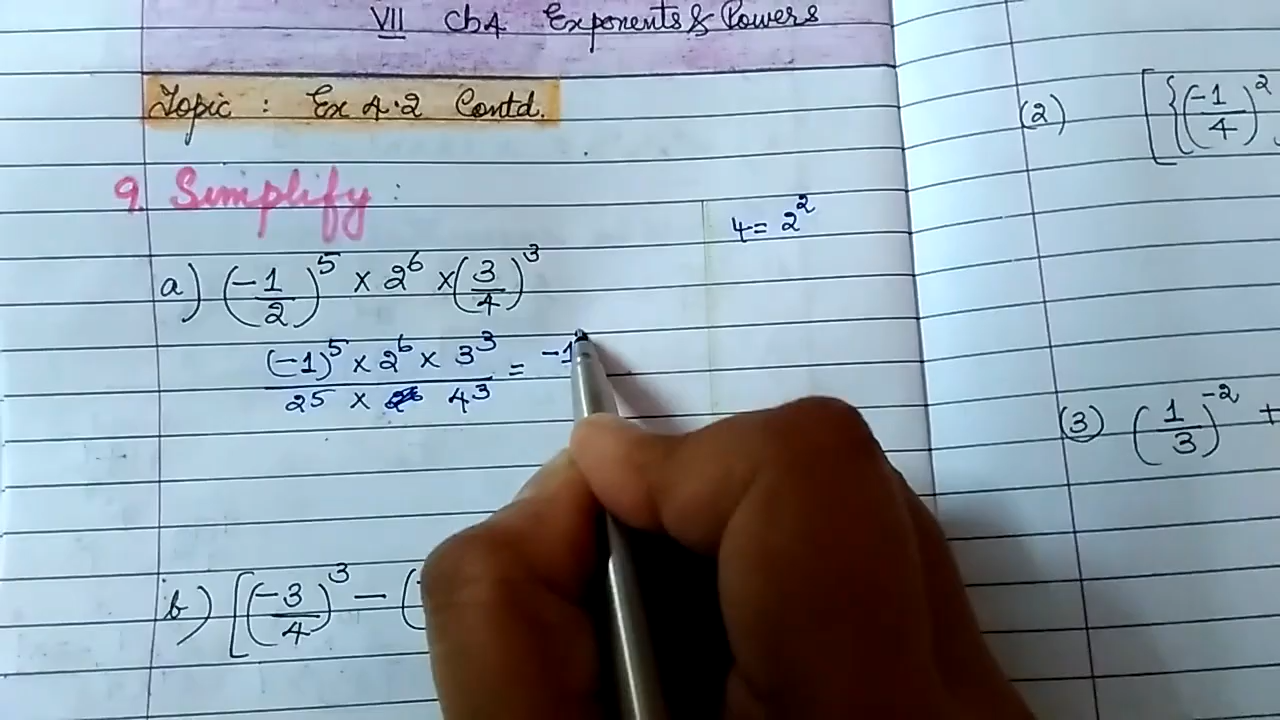 VII Ch4 Exponents & Powers
Topic : Ex 4.2 Contd.
9. Simplify :
4 = 2²
a) (-1/2)⁵ × 2⁶ × (3/4)³
(-1)⁵ × 2⁶ × 3³ / 2⁵ × 4³ = -1
b) [(-3/4)³ - (
(2) [{(-1/4)²
(3) (1/3)⁻² +